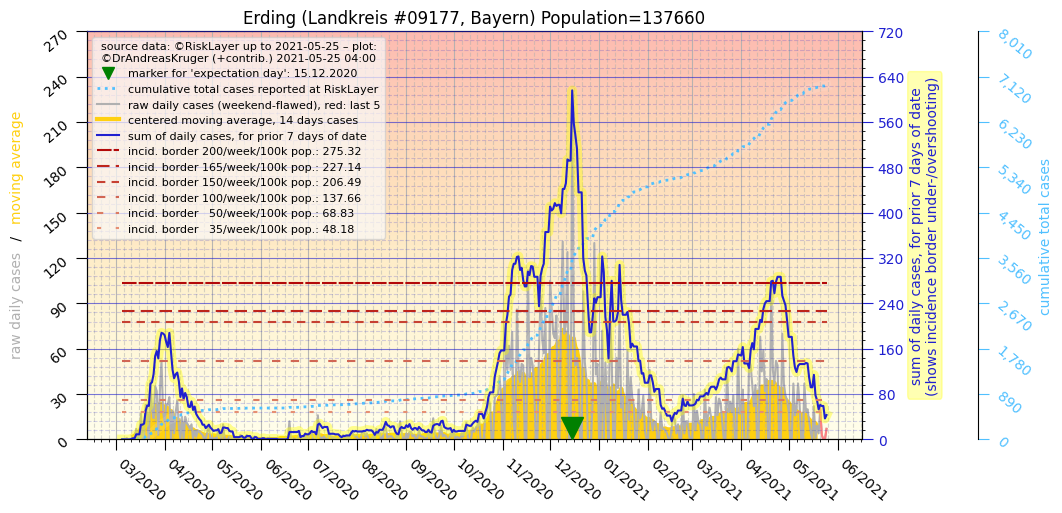 Erding (Landkreis #09177, Bayern) Population=137660
source data: ©RiskLayer up to 2021-05-25 – plot:
©DrAndreasKruger (+contrib.) 2021-05-25 04:00
marker for 'expectation day': 15.12.2020
cumulative total cases reported at RiskLayer
raw daily cases (weekend-flawed), red: last 5
centered moving average, 14 days cases
sum of daily cases, for prior 7 days of date
incid. border 200/week/100k pop.: 275.32
incid. border 165/week/100k pop.: 227.14
incid. border 150/week/100k pop.: 206.49
incid. border 100/week/100k pop.: 137.66
incid. border 50/week/100k pop.: 68.83
incid. border 35/week/100k pop.: 48.18
raw daily cases / moving average
270
240
210
180
150
120
90
60
30
0
03/2020
04/2020
05/2020
06/2020
07/2020
08/2020
09/2020
10/2020
11/2020
12/2020
01/2021
02/2021
03/2021
04/2021
05/2021
06/2021
720
640
560
480
400
320
240
160
80
0
sum of daily cases, for prior 7 days of date
(shows incidence border under-/overshooting)
8,010
7,120
6,230
5,340
4,450
3,560
2,670
1,780
890
0
cumulative total cases